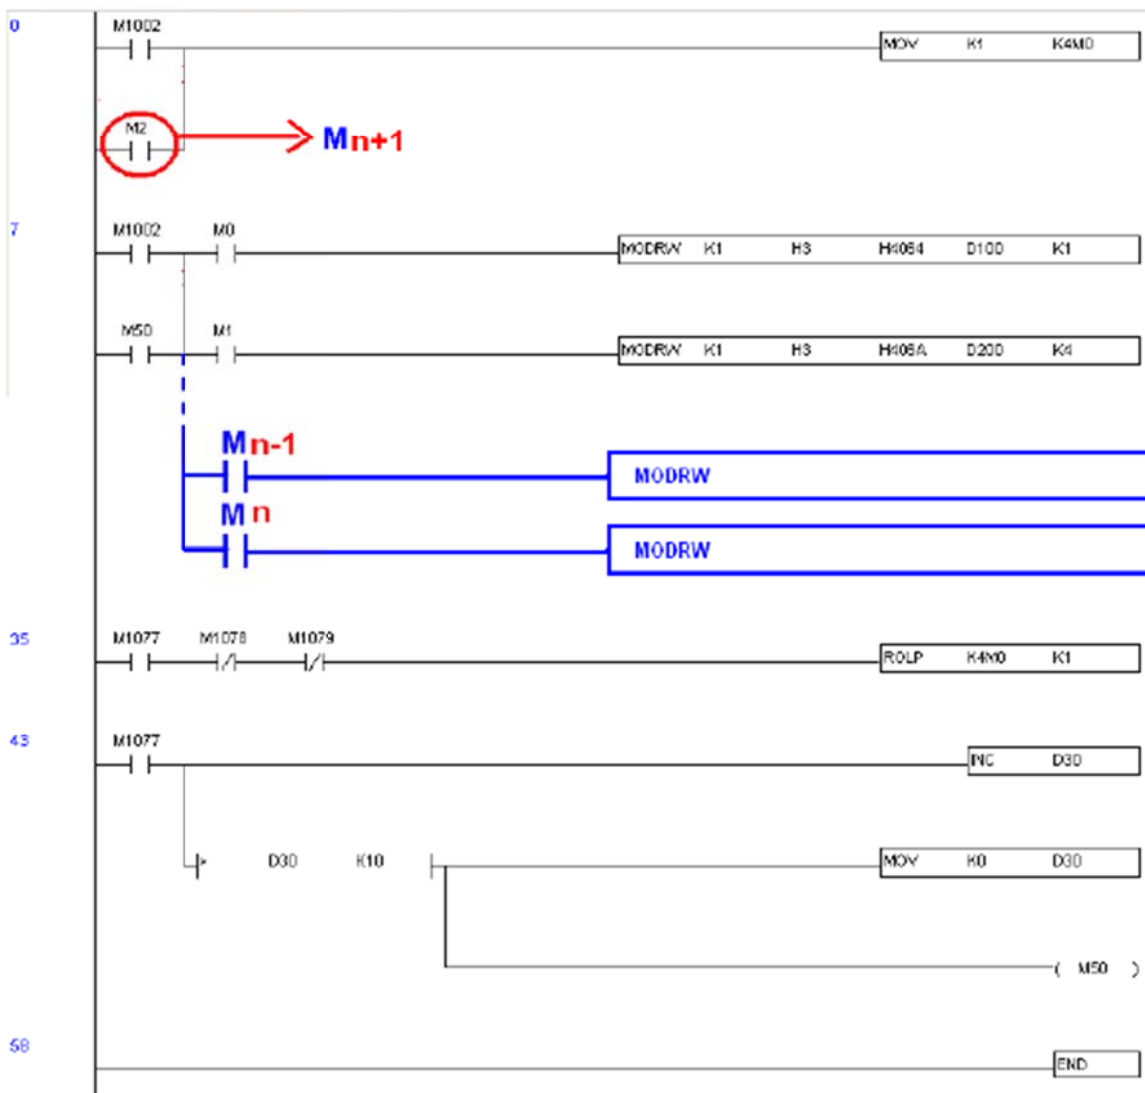 0
M1002
MOV K1 K4M0
M2
Mn+1
7
M1002 M0
MODRW K1 H3 H4064 D100 K1
M50 M1
MODRW K1 H3 H406A D200 K4
Mn-1
MODRW
Mn
MODRW
35
M1077 M1078 M1079
ROLP K4M0 K1
43
M1077
INC D30
> D30 K10
MOV K0 D30
( M50 )
58
END